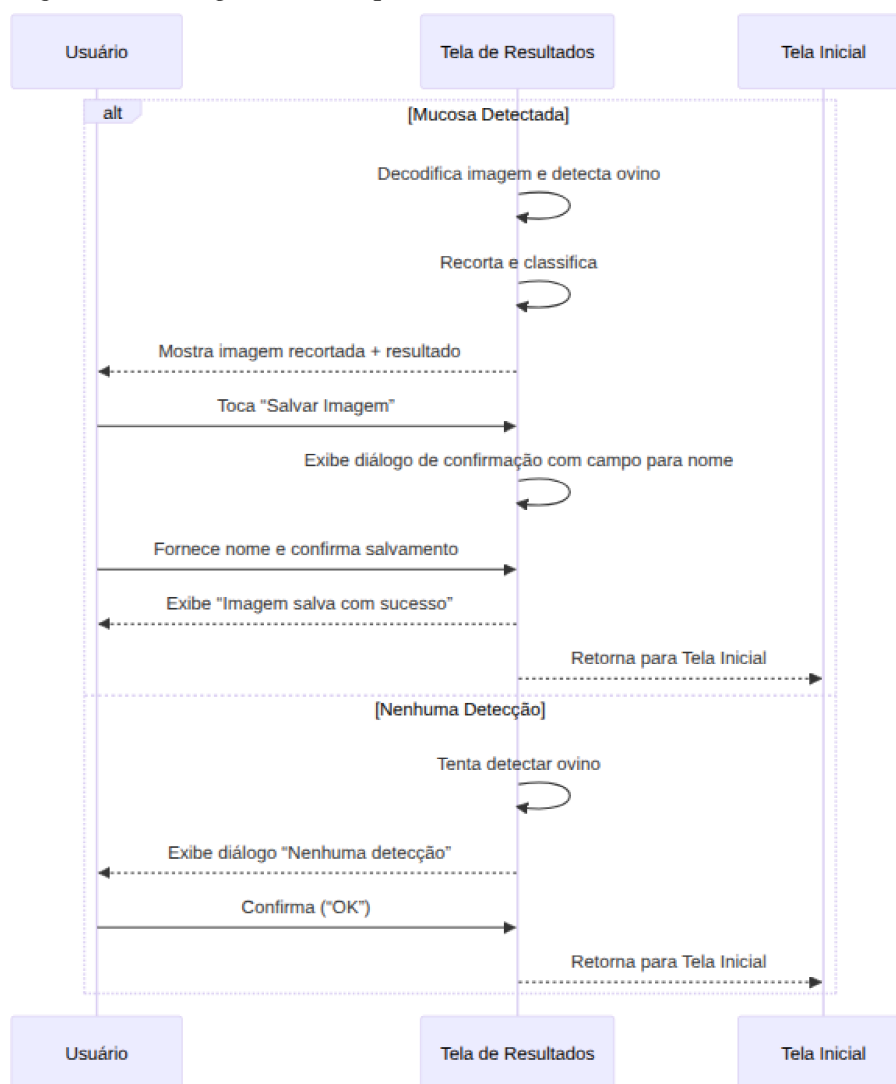 Usuário
Tela de Resultados
Tela Inicial
alt
[Mucosa Detectada]
Decodifica imagem e detecta ovino
Recorta e classifica
Mostra imagem recortada + resultado
Toca “Salvar Imagem”
Exibe diálogo de confirmação com campo para nome
Fornece nome e confirma salvamento
Exibe “Imagem salva com sucesso”
Retorna para Tela Inicial
[Nenhuma Detecção]
Tenta detectar ovino
Exibe diálogo “Nenhuma detecção”
Confirma (“OK”)
Retorna para Tela Inicial
Usuário
Tela de Resultados
Tela Inicial